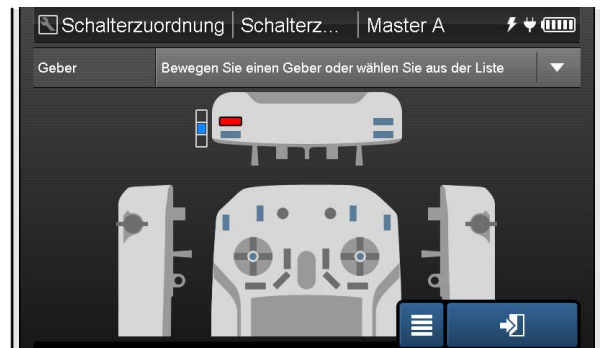 Schalterzuordnung Schalterz... Master A
Geber Bewegen Sie einen Geber oder wählen Sie aus der Liste